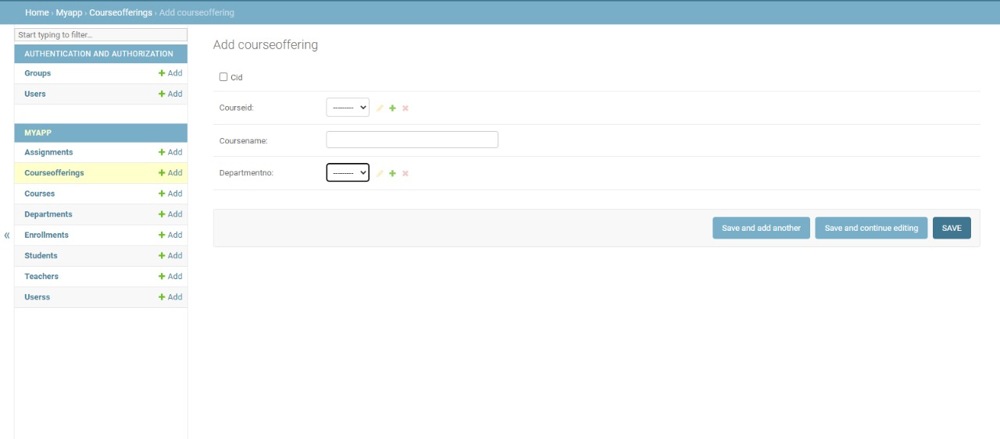 Home › Myapp › Courseofferings › Add courseoffering
Start typing to filter...
AUTHENTICATION AND AUTHORIZATION
Groups + Add
Users + Add
MYAPP
Assignments + Add
Courseofferings + Add
Courses + Add
Departments + Add
Enrollments + Add
Students + Add
Teachers + Add
Userss + Add
«
Add courseoffering
Cid
Courseid: ---------
Coursename:
Departmentno: ---------
Save and add another Save and continue editing SAVE